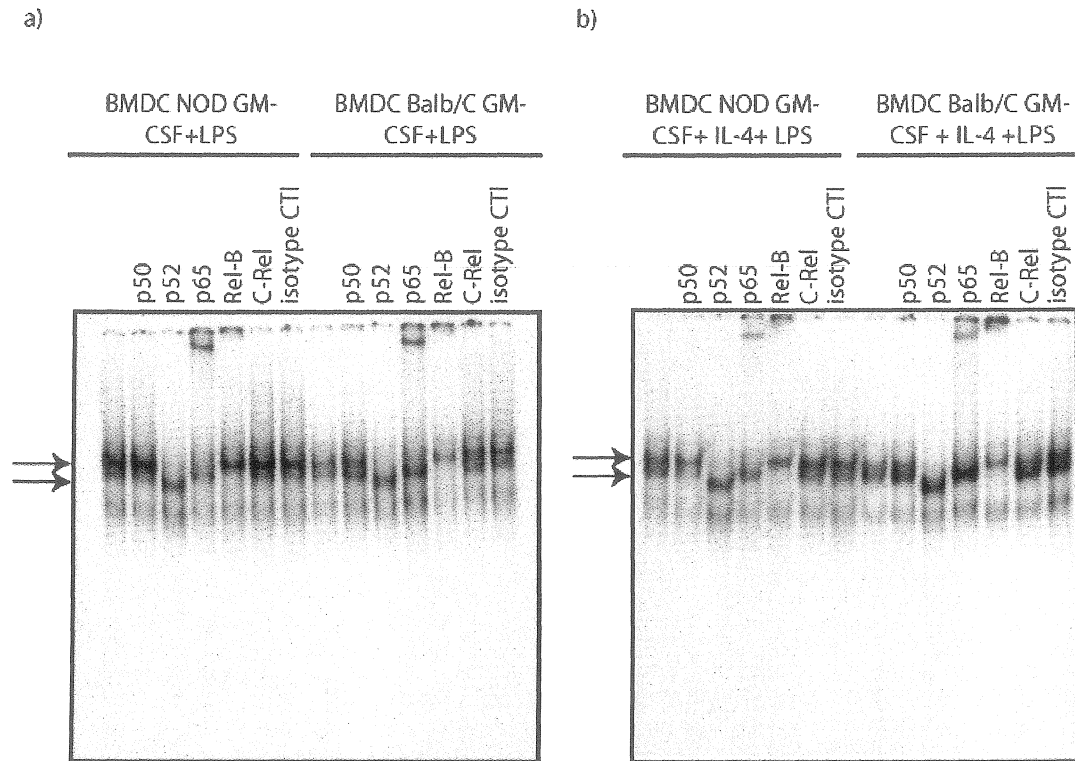 a)
b)
BMDC NOD GM-
CSF+LPS
BMDC Balb/C GM-
CSF+LPS
BMDC NOD GM-
CSF+ IL-4+ LPS
BMDC Balb/C GM-
CSF + IL-4 +LPS
p50
p52
p65
Rel-B
C-Rel
isotype CTl
p50
p52
p65
Rel-B
C-Rel
isotype CTl
p50
p52
p65
Rel-B
C-Rel
isotype CTl
p50
p52
p65
Rel-B
C-Rel
isotype CTl